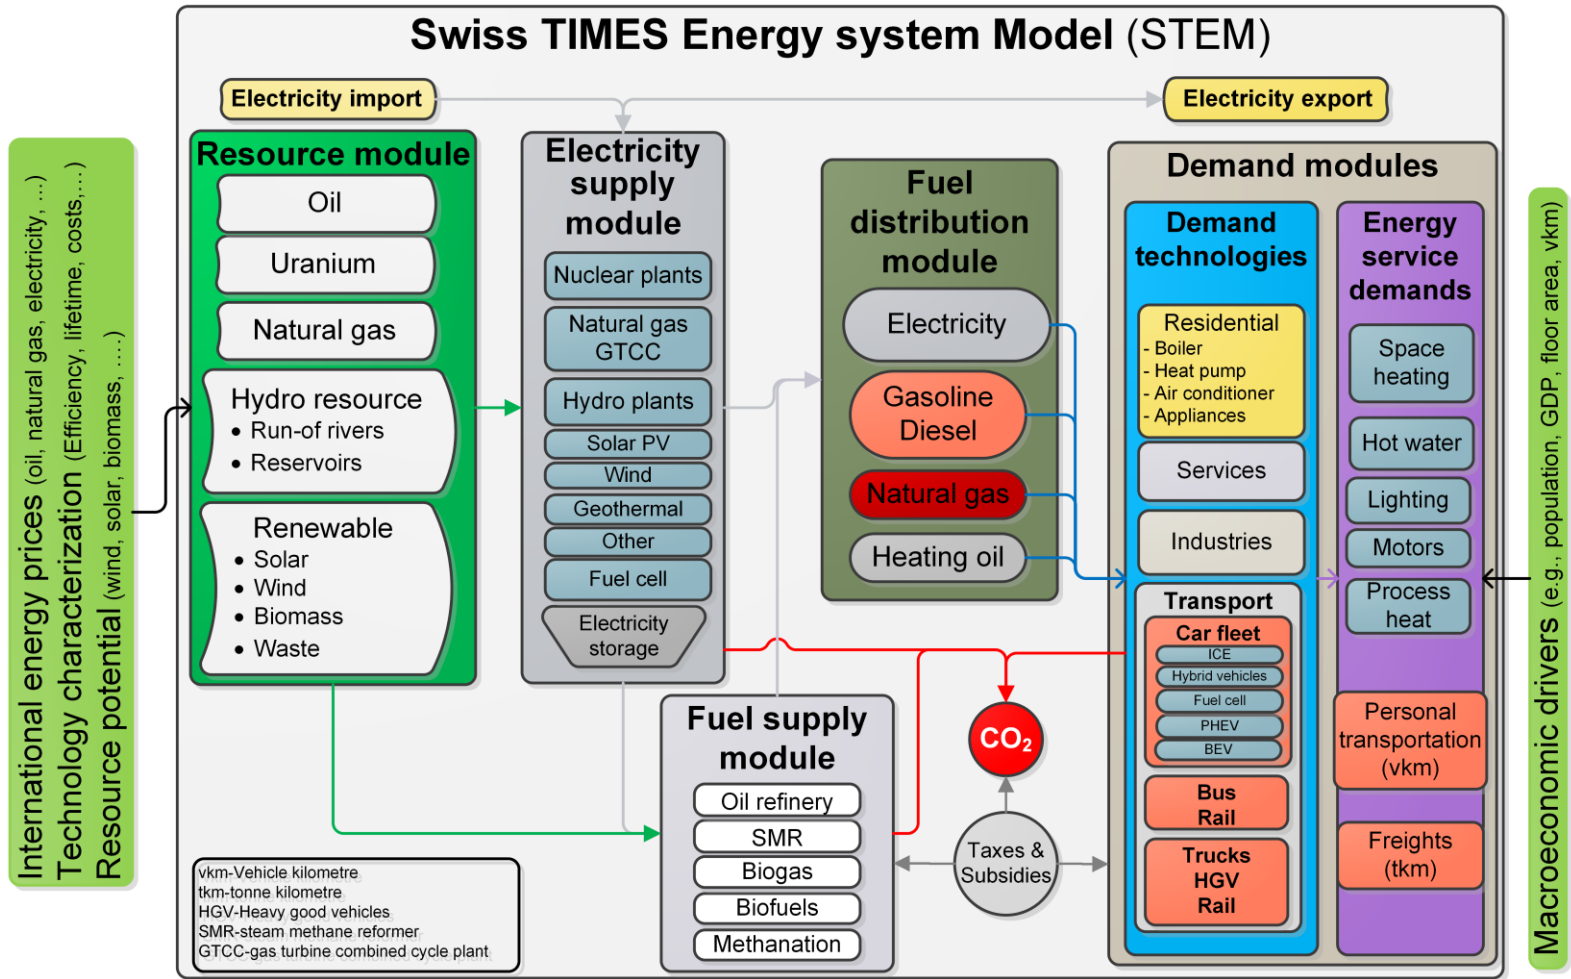 Swiss TIMES Energy system Model (STEM)
International energy prices (oil, natural gas, electricity, ...)
Technology characterization (Efficiency, lifetime, costs,...)
Resource potential (wind, solar, biomass, ....)
Electricity import
Electricity export
Resource module
Oil
Uranium
Natural gas
Hydro resource
• Run-of rivers
• Reservoirs
Renewable
• Solar
• Wind
• Biomass
• Waste
Electricity
supply
module
Nuclear plants
Natural gas
GTCC
Hydro plants
Solar PV
Wind
Geothermal
Other
Fuel cell
Electricity
storage
Fuel supply
module
Oil refinery
SMR
Biogas
Biofuels
Methanation
Fuel
distribution
module
Electricity
Gasoline
Diesel
Natural gas
Heating oil
CO₂
Taxes &
Subsidies
Demand modules
Demand
technologies
Residential
- Boiler
- Heat pump
- Air conditioner
- Appliances
Services
Industries
Transport
Car fleet
ICE
Hybrid vehicles
Fuel cell
PHEV
BEV
Bus
Rail
Trucks
HGV
Rail
Energy
service
demands
Space
heating
Hot water
Lighting
Motors
Process
heat
Personal
transportation
(vkm)
Freights
(tkm)
Macroeconomic drivers (e.g., population, GDP, floor area, vkm)
vkm-Vehicle kilometre
tkm-tonne kilometre
HGV-Heavy good vehicles
SMR-steam methane reformer
GTCC-gas turbine combined cycle plant